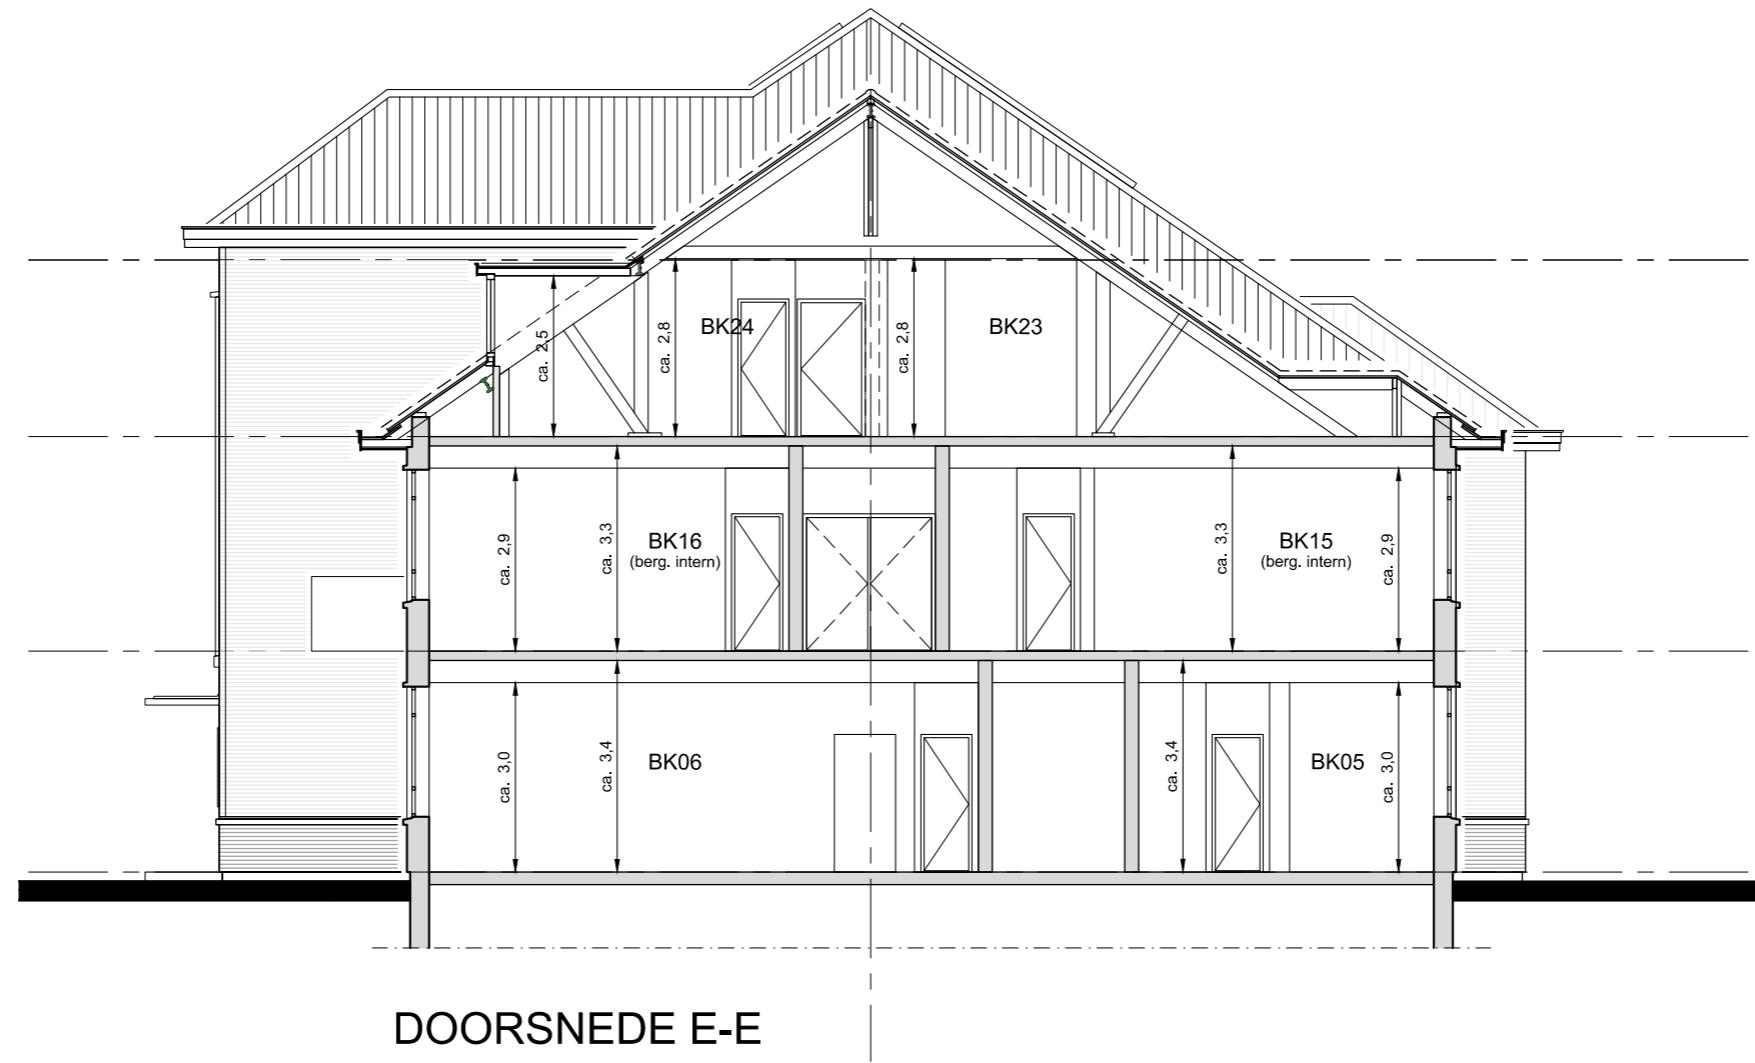 BK24
BK23
ca. 2,5
ca. 2,8
ca. 2,8
BK16
(berg. intern)
BK15
(berg. intern)
ca. 2,9
ca. 3,3
ca. 3,3
ca. 2,9
BK06
BK05
ca. 3,0
ca. 3,4
ca. 3,4
ca. 3,0
DOORSNEDE E-E